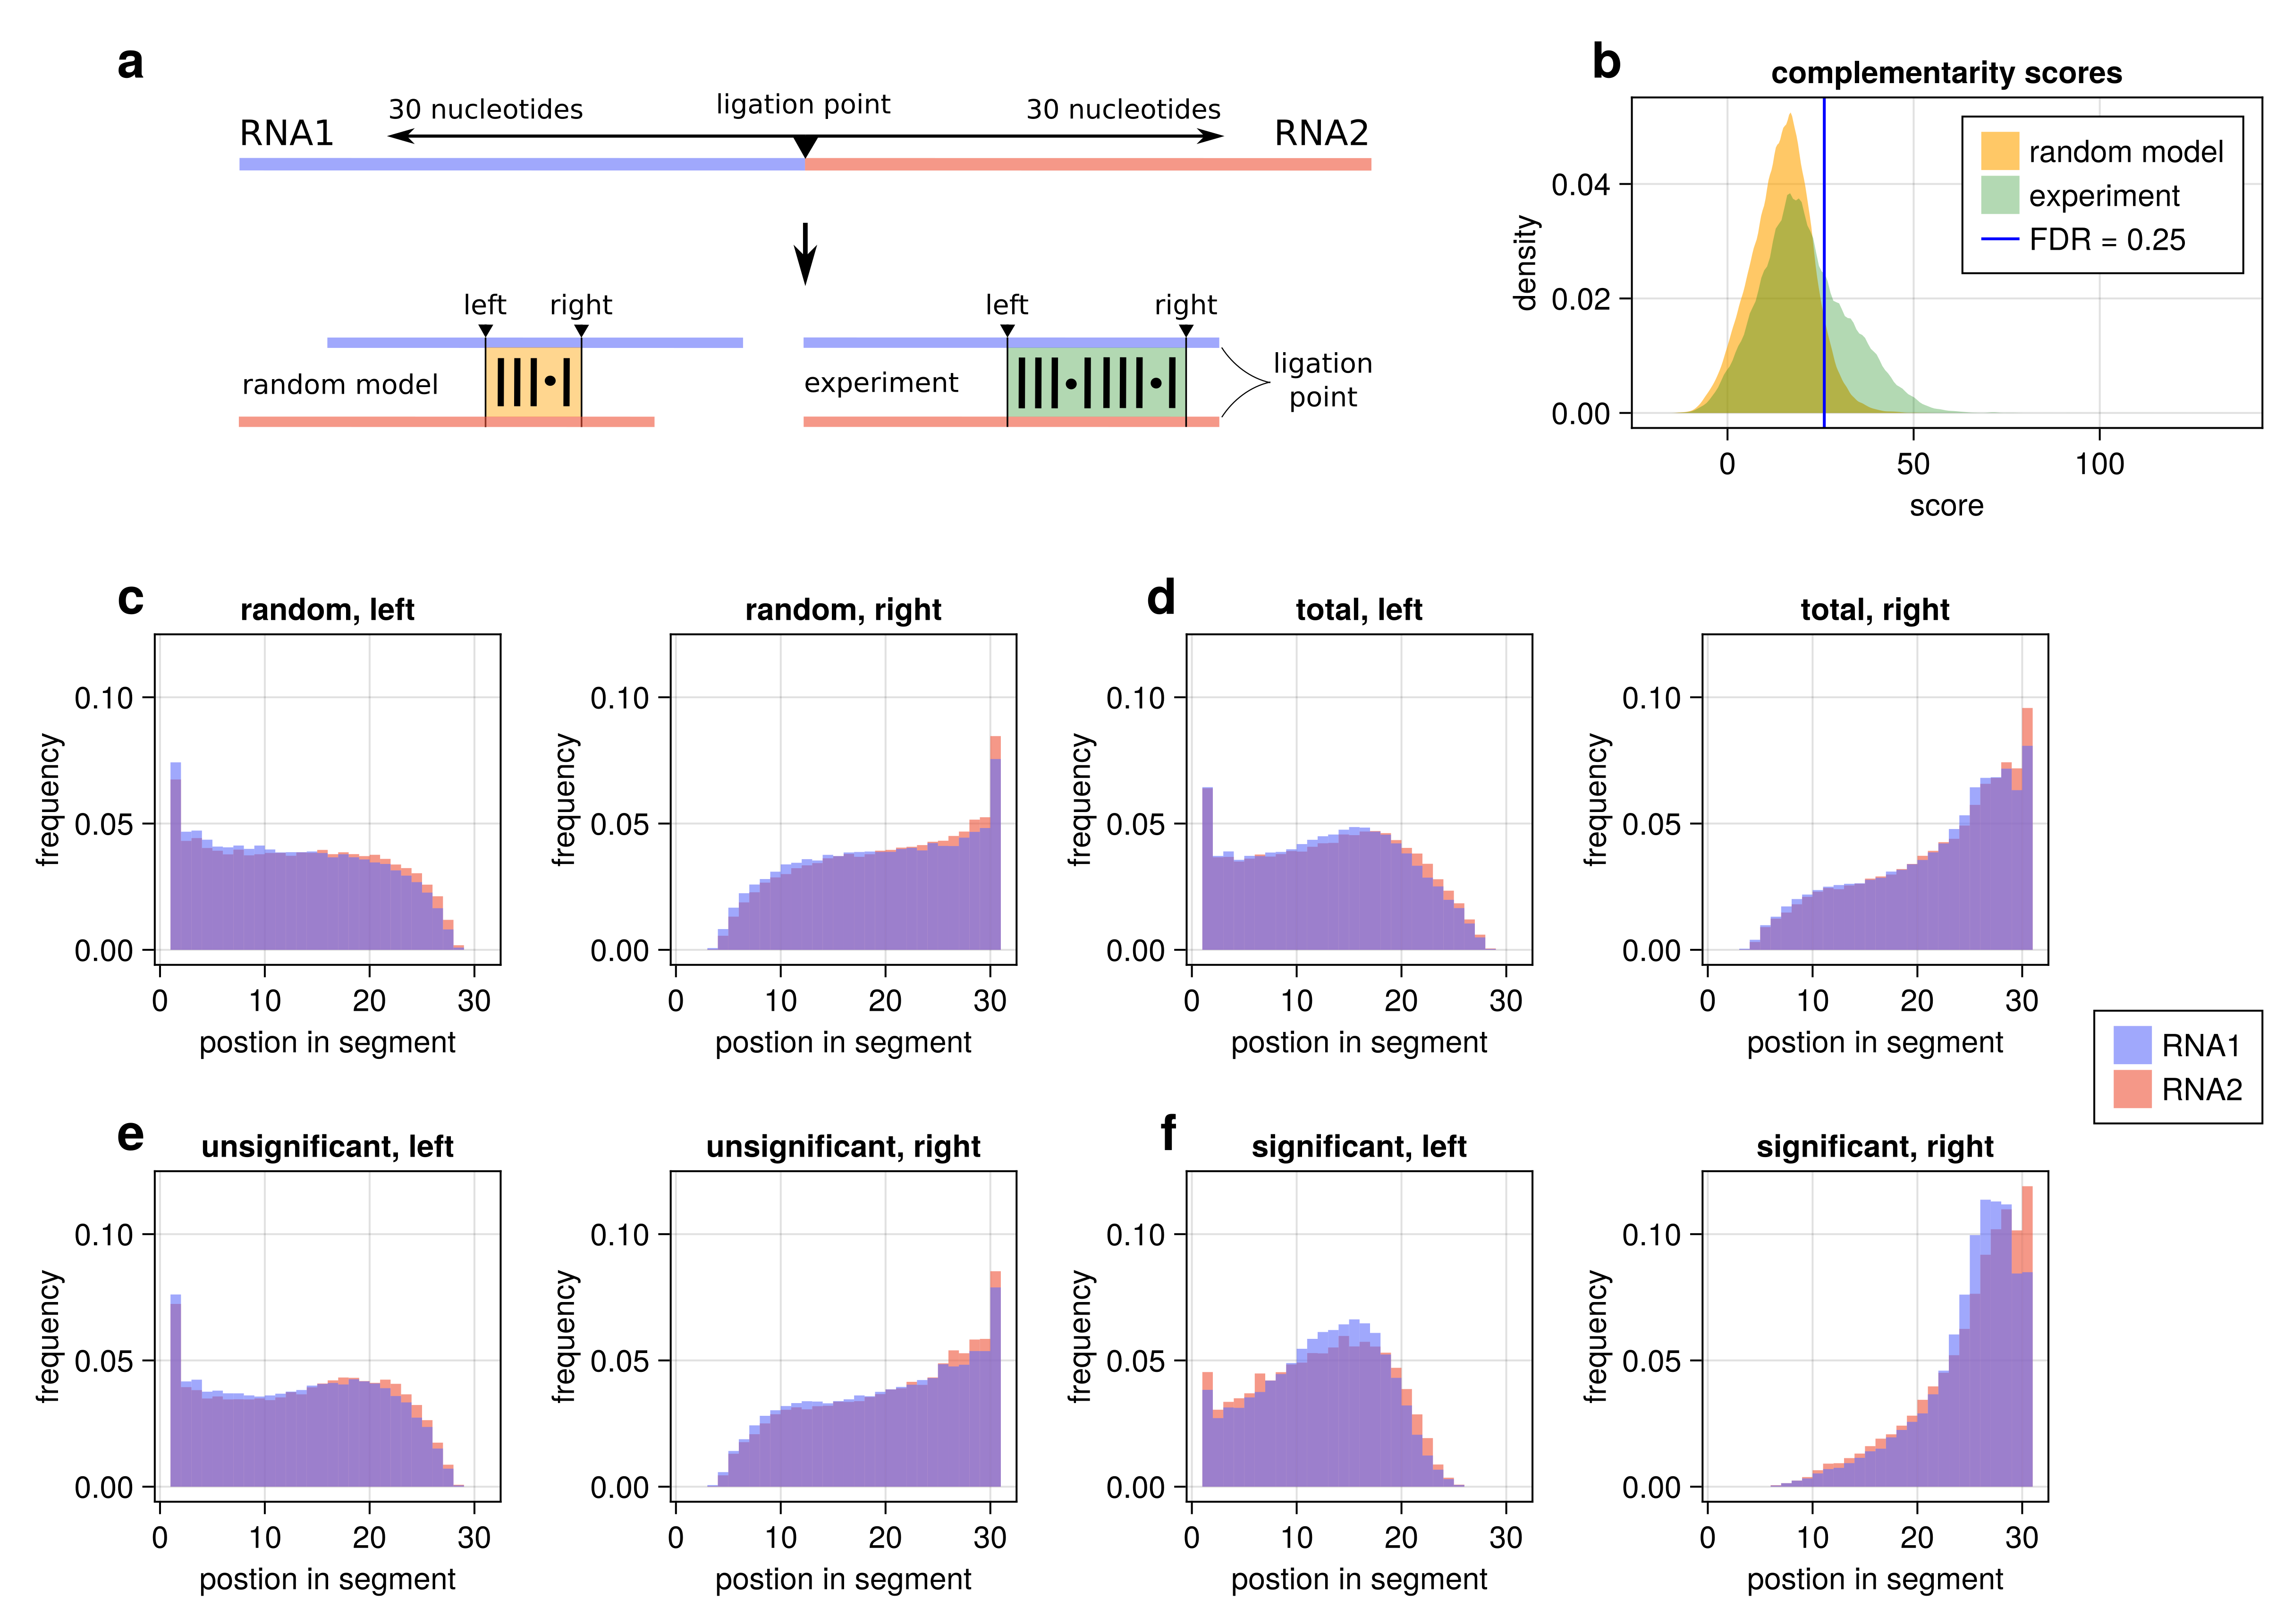 a
30 nucleotides
ligation point
30 nucleotides
RNA1
RNA2
left
right
random model
left
right
experiment
ligation
point
b
complementarity scores
density
0.04
0.02
0.00
random model
experiment
FDR = 0.25
0
50
100
score
c
random, left
frequency
0.10
0.05
0.00
0
10
20
30
postion in segment
random, right
frequency
0.10
0.05
0.00
0
10
20
30
postion in segment
d
total, left
frequency
0.10
0.05
0.00
0
10
20
30
postion in segment
total, right
frequency
0.10
0.05
0.00
0
10
20
30
postion in segment
RNA1
RNA2
e
unsignificant, left
frequency
0.10
0.05
0.00
0
10
20
30
postion in segment
unsignificant, right
frequency
0.10
0.05
0.00
0
10
20
30
postion in segment
f
significant, left
frequency
0.10
0.05
0.00
0
10
20
30
postion in segment
significant, right
frequency
0.10
0.05
0.00
0
10
20
30
postion in segment